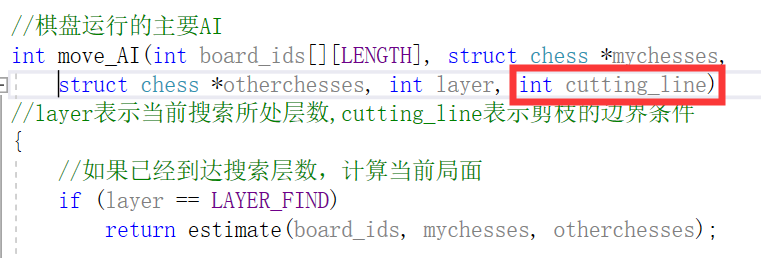 //棋盘运行的主要AI
int move_AI(int board_ids[][LENGTH], struct chess *mychesses,
struct chess *otherchesses, int layer, int cutting_line)
//layer表示当前搜索所处层数,cutting_line表示剪枝的边界条件
{
//如果已经到达搜索层数，计算当前局面
if (layer == LAYER_FIND)
return estimate(board_ids, mychesses, otherchesses);